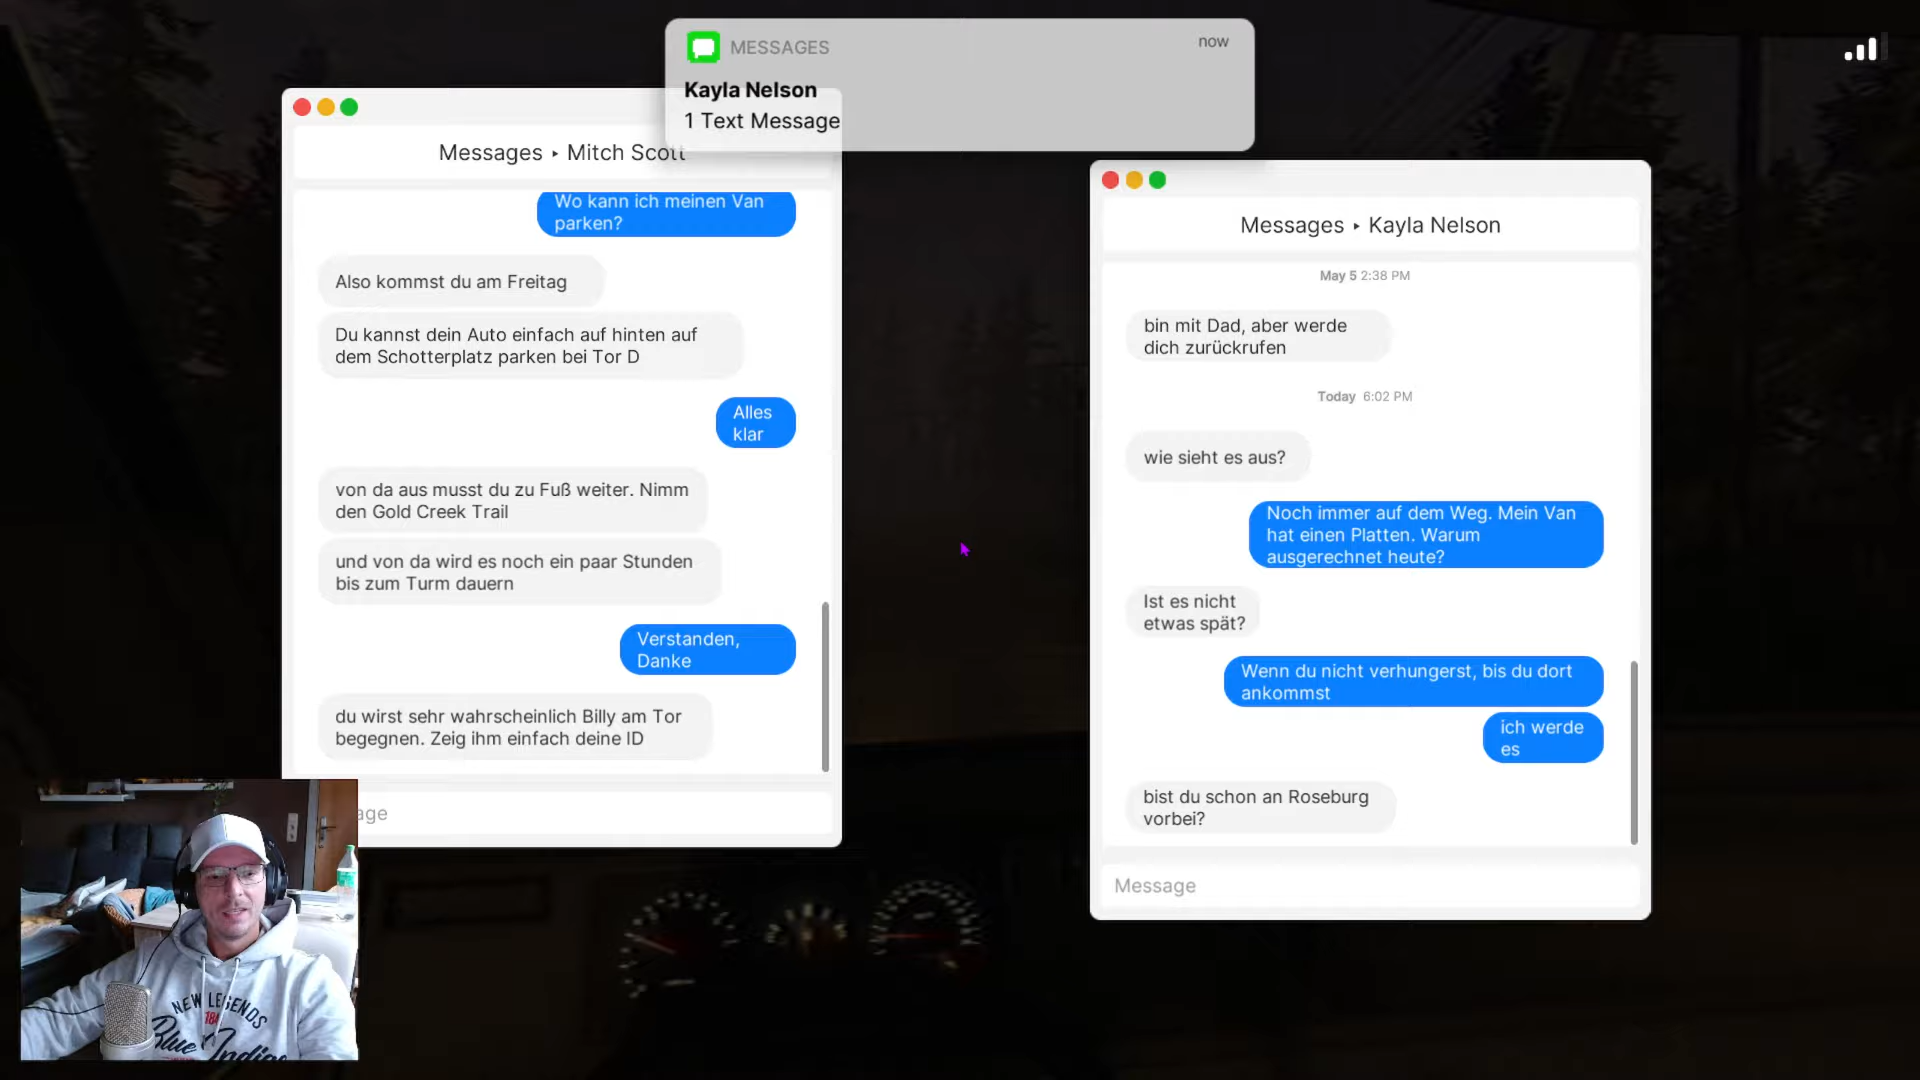 MESSAGES
now
Kayla Nelson
1 Text Message
Messages ▸ Mitch Scott
Wo kann ich meinen Van
parken?
Also kommst du am Freitag
Du kannst dein Auto einfach auf hinten auf
dem Schotterplatz parken bei Tor D
Alles
klar
von da aus musst du zu Fuß weiter. Nimm
den Gold Creek Trail
und von da wird es noch ein paar Stunden
bis zum Turm dauern
Verstanden,
Danke
du wirst sehr wahrscheinlich Billy am Tor
begegnen. Zeig ihm einfach deine ID
age
Messages ▸ Kayla Nelson
May 5 2:38 PM
bin mit Dad, aber werde
dich zurückrufen
Today 6:02 PM
wie sieht es aus?
Noch immer auf dem Weg. Mein Van
hat einen Platten. Warum
ausgerechnet heute?
Ist es nicht
etwas spät?
Wenn du nicht verhungerst, bis du dort
ankommst
ich werde
es
bist du schon an Roseburg
vorbei?
Message
NEW LEGENDS
Blue Indigo